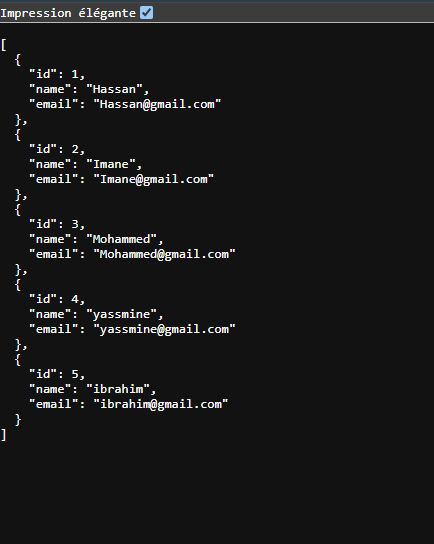 Impression élégante
[
  {
    "id": 1,
    "name": "Hassan",
    "email": "Hassan@gmail.com"
  },
  {
    "id": 2,
    "name": "Imane",
    "email": "Imane@gmail.com"
  },
  {
    "id": 3,
    "name": "Mohammed",
    "email": "Mohammed@gmail.com"
  },
  {
    "id": 4,
    "name": "yassmine",
    "email": "yassmine@gmail.com"
  },
  {
    "id": 5,
    "name": "ibrahim",
    "email": "ibrahim@gmail.com"
  }
]